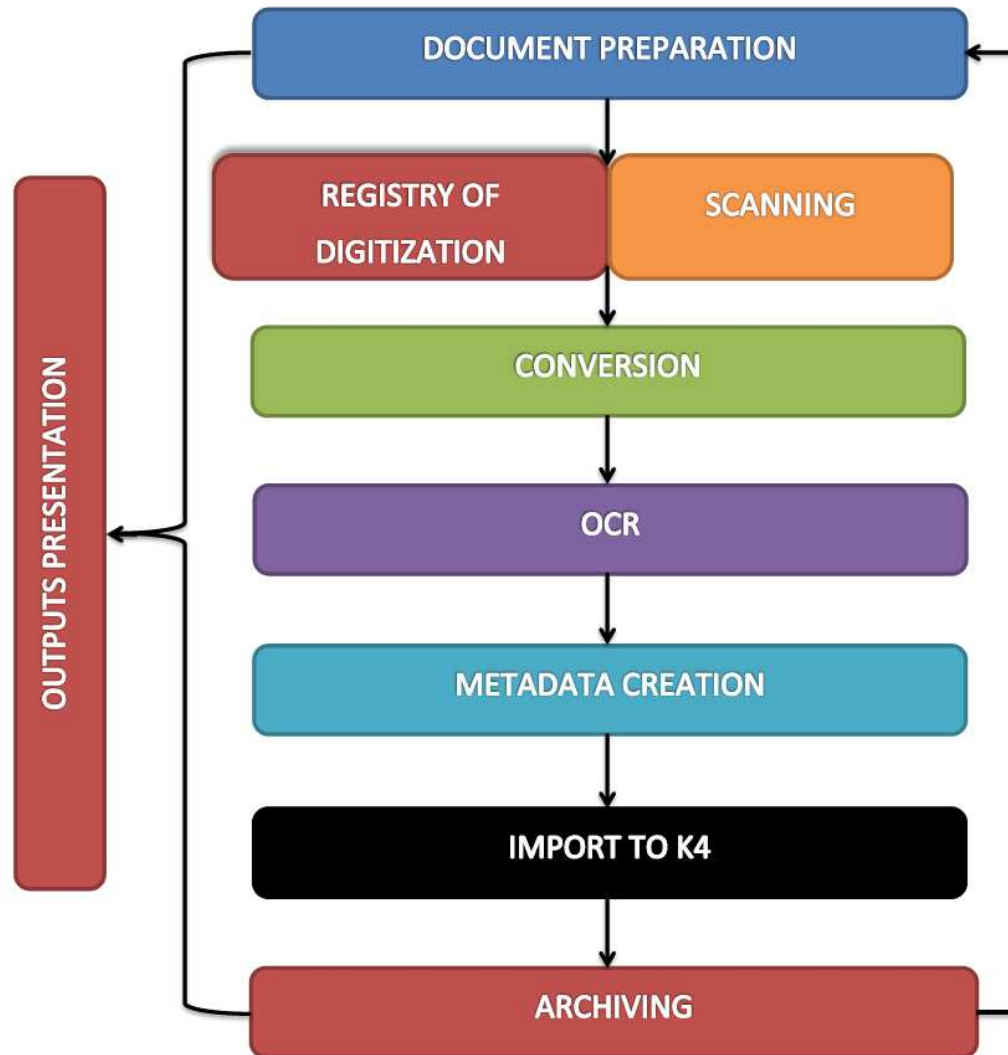 DOCUMENT PREPARATION
REGISTRY OF
DIGITIZATION
SCANNING
CONVERSION
OCR
METADATA CREATION
IMPORT TO K4
ARCHIVING
OUTPUTS PRESENTATION